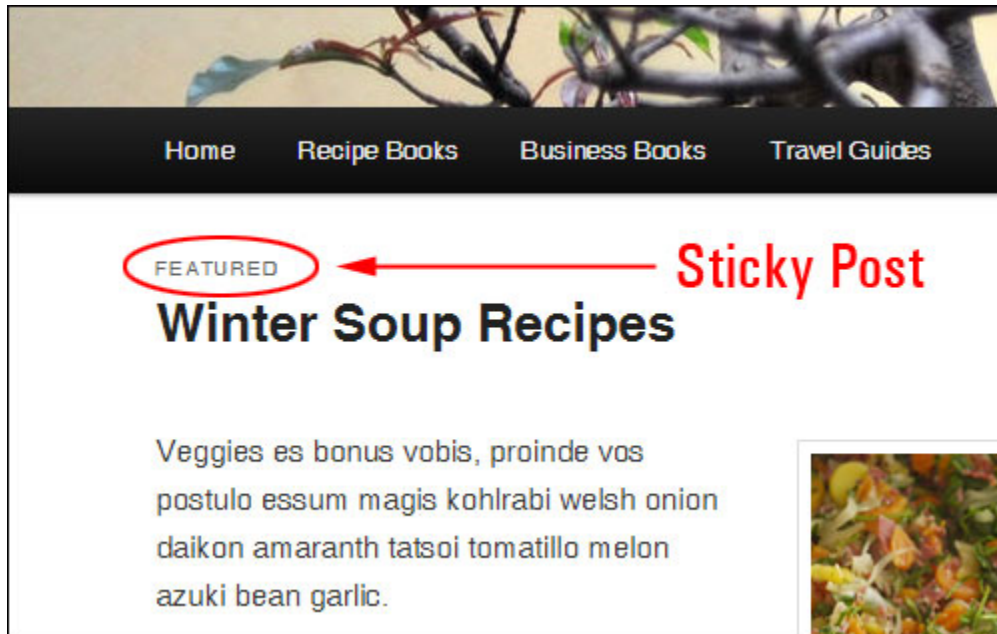 Home Recipe Books Business Books Travel Guides
FEATURED
Sticky Post
Winter Soup Recipes
Veggies es bonus vobis, proinde vos
postulo essum magis kohlrabi welsh onion
daikon amaranth tatsoi tomatillo melon
azuki bean garlic.